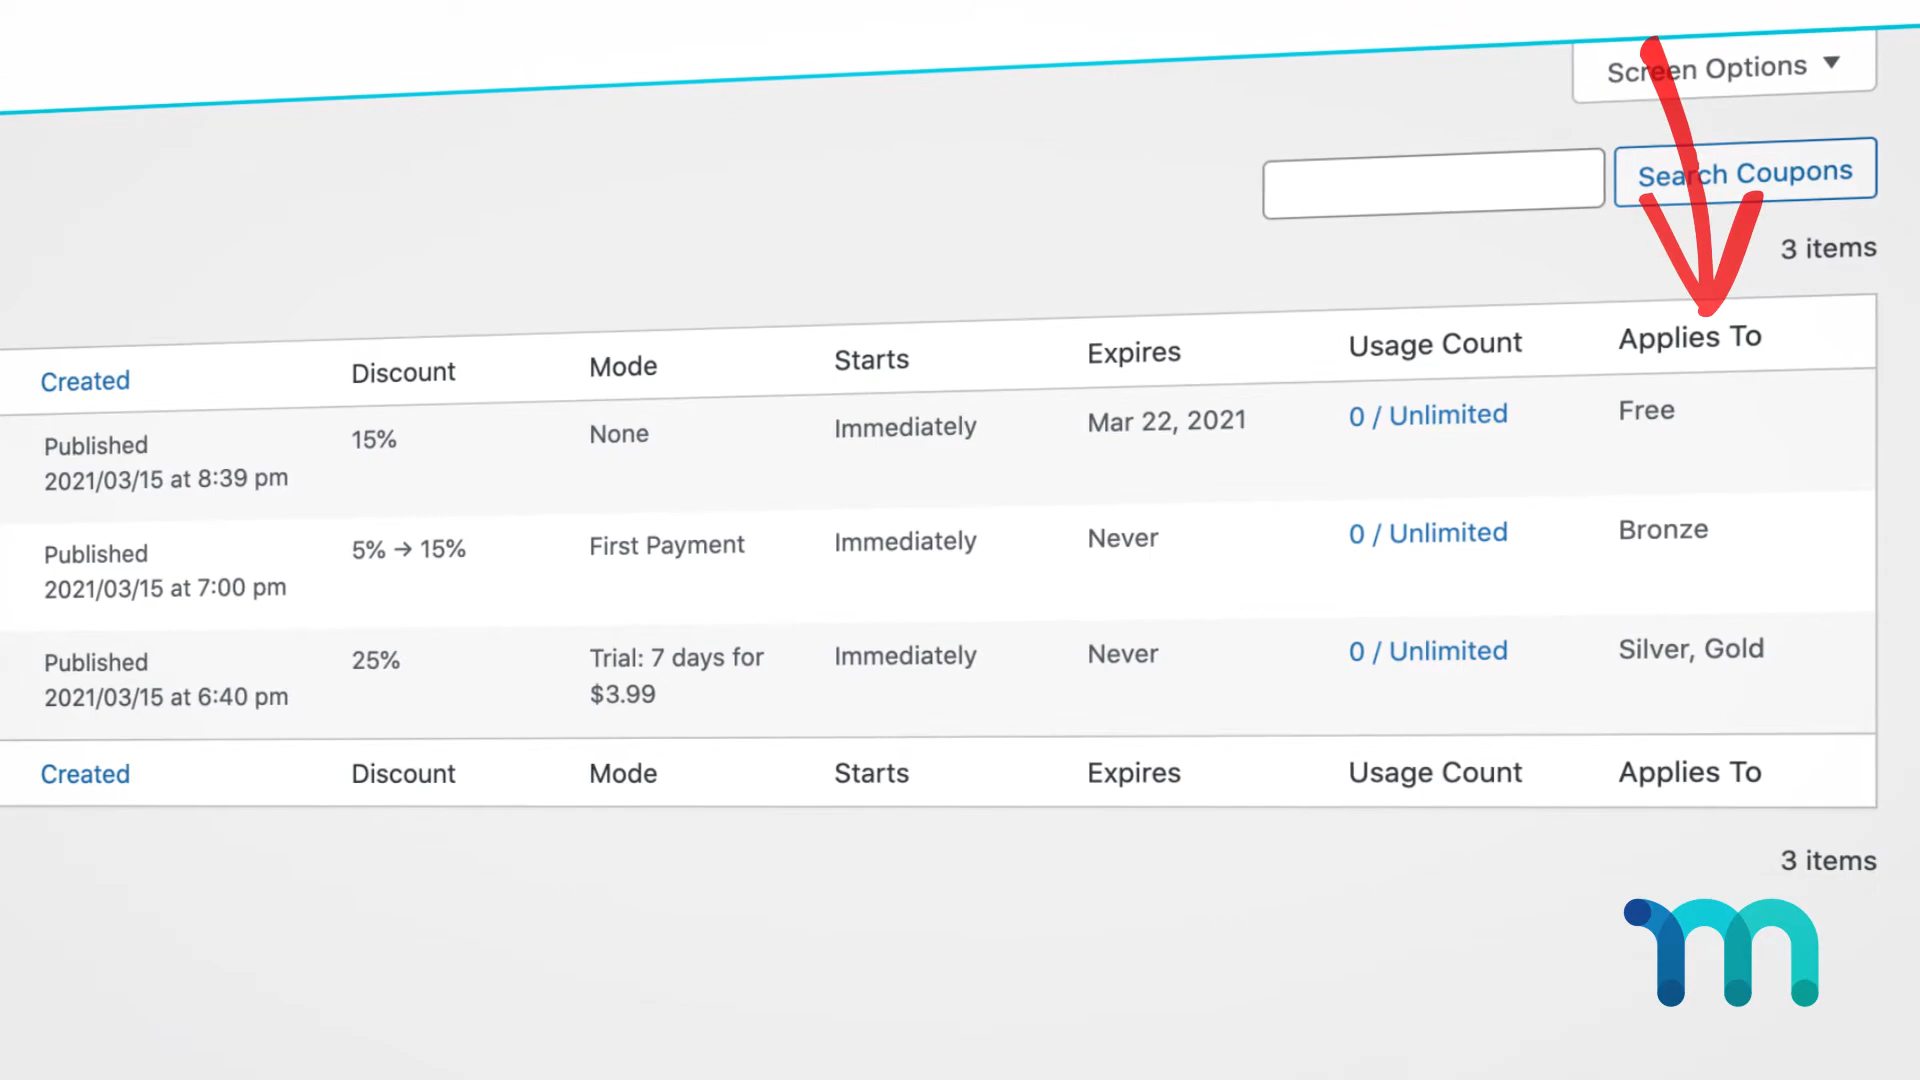 Screen Options ▼
Search Coupons
3 items
Created Discount Mode Starts Expires Usage Count Applies To
Published 15% None Immediately Mar 22, 2021 0 / Unlimited Free
2021/03/15 at 8:39 pm
Published 5% → 15% First Payment Immediately Never 0 / Unlimited Bronze
2021/03/15 at 7:00 pm
Published 25% Trial: 7 days for Immediately Never 0 / Unlimited Silver, Gold
2021/03/15 at 6:40 pm $3.99
Created Discount Mode Starts Expires Usage Count Applies To
3 items
m